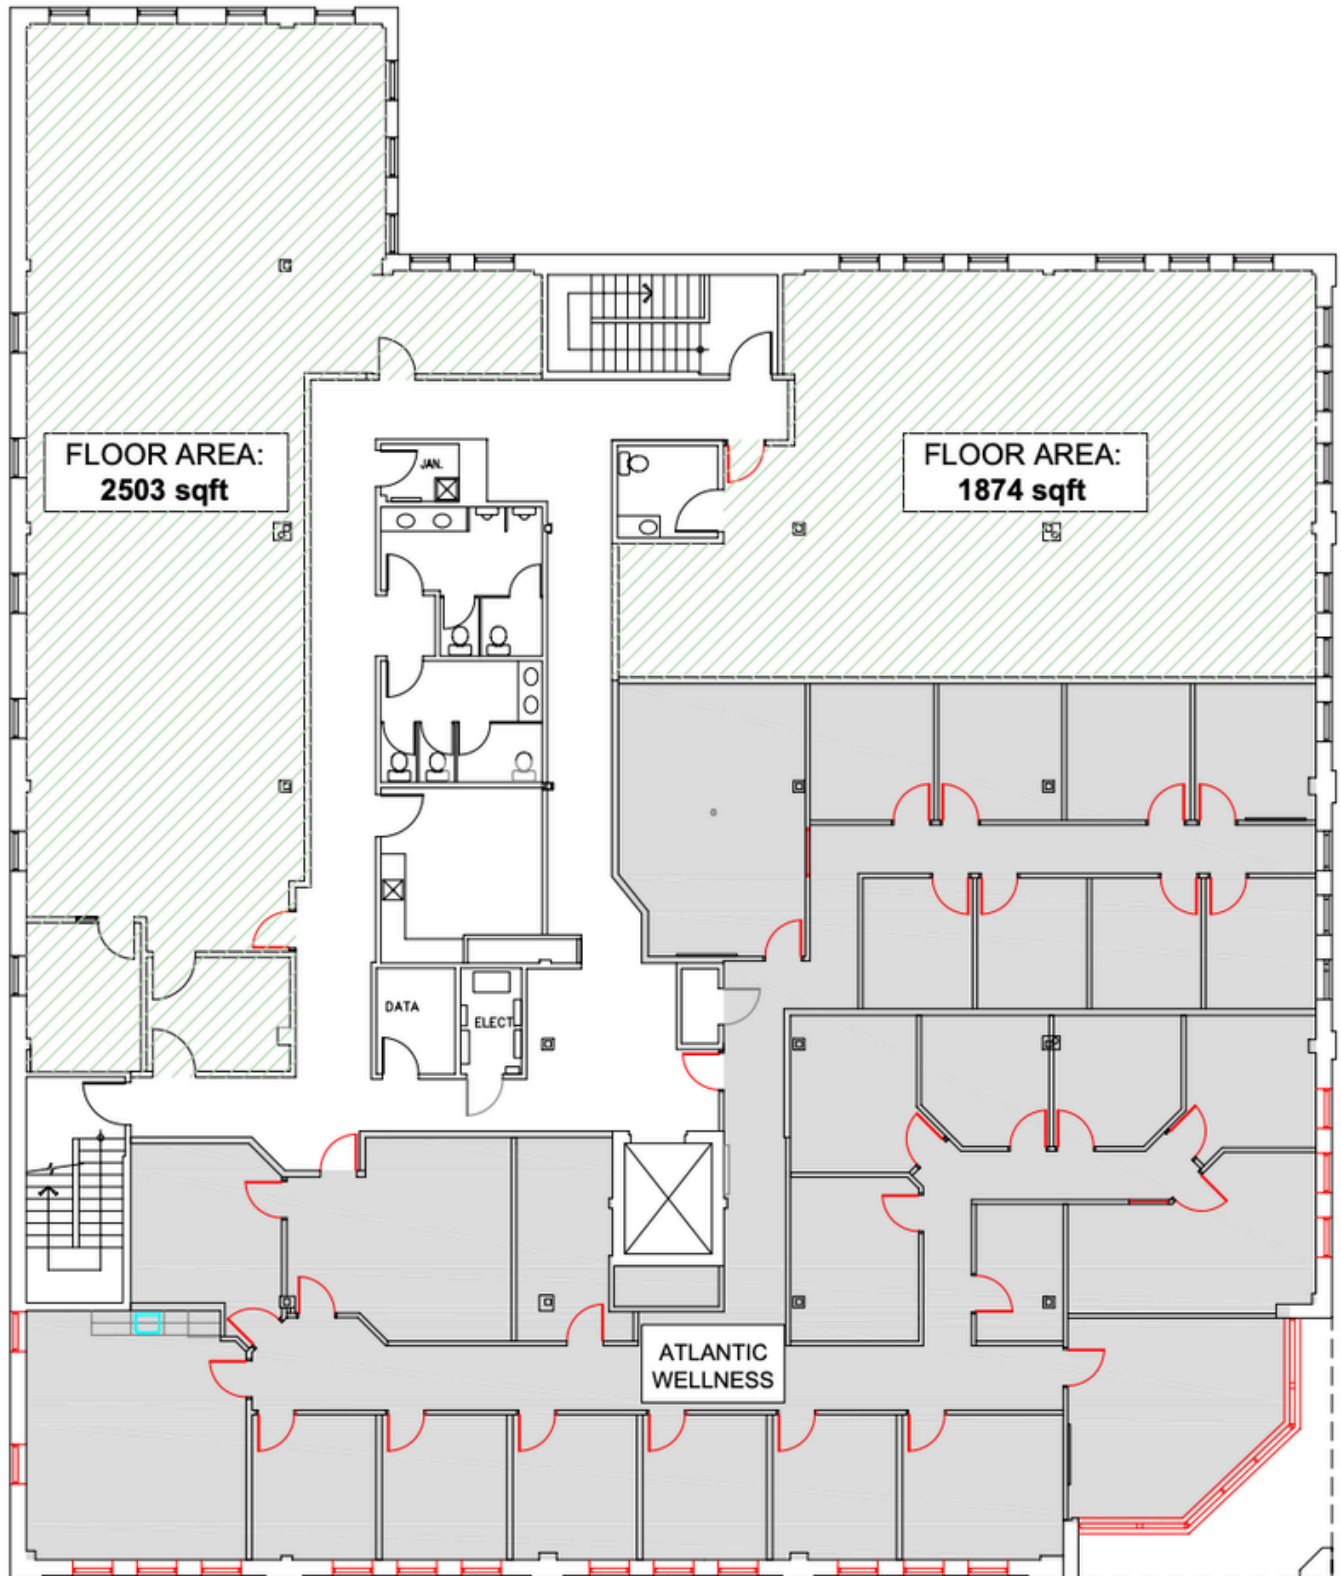 FLOOR AREA:
2503 sqft
FLOOR AREA:
1874 sqft
JAN.
DATA
ELECT
ATLANTIC
WELLNESS